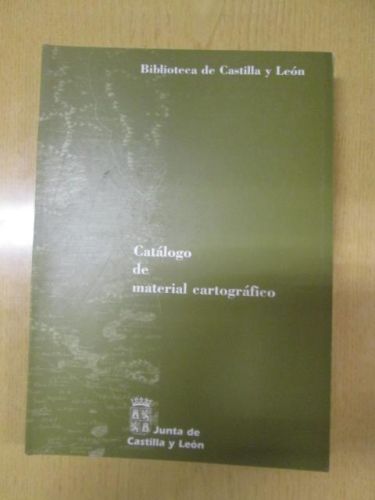 Biblioteca de Castilla y León
Catálogo
de
material cartográfico
Junta de
Castilla y León